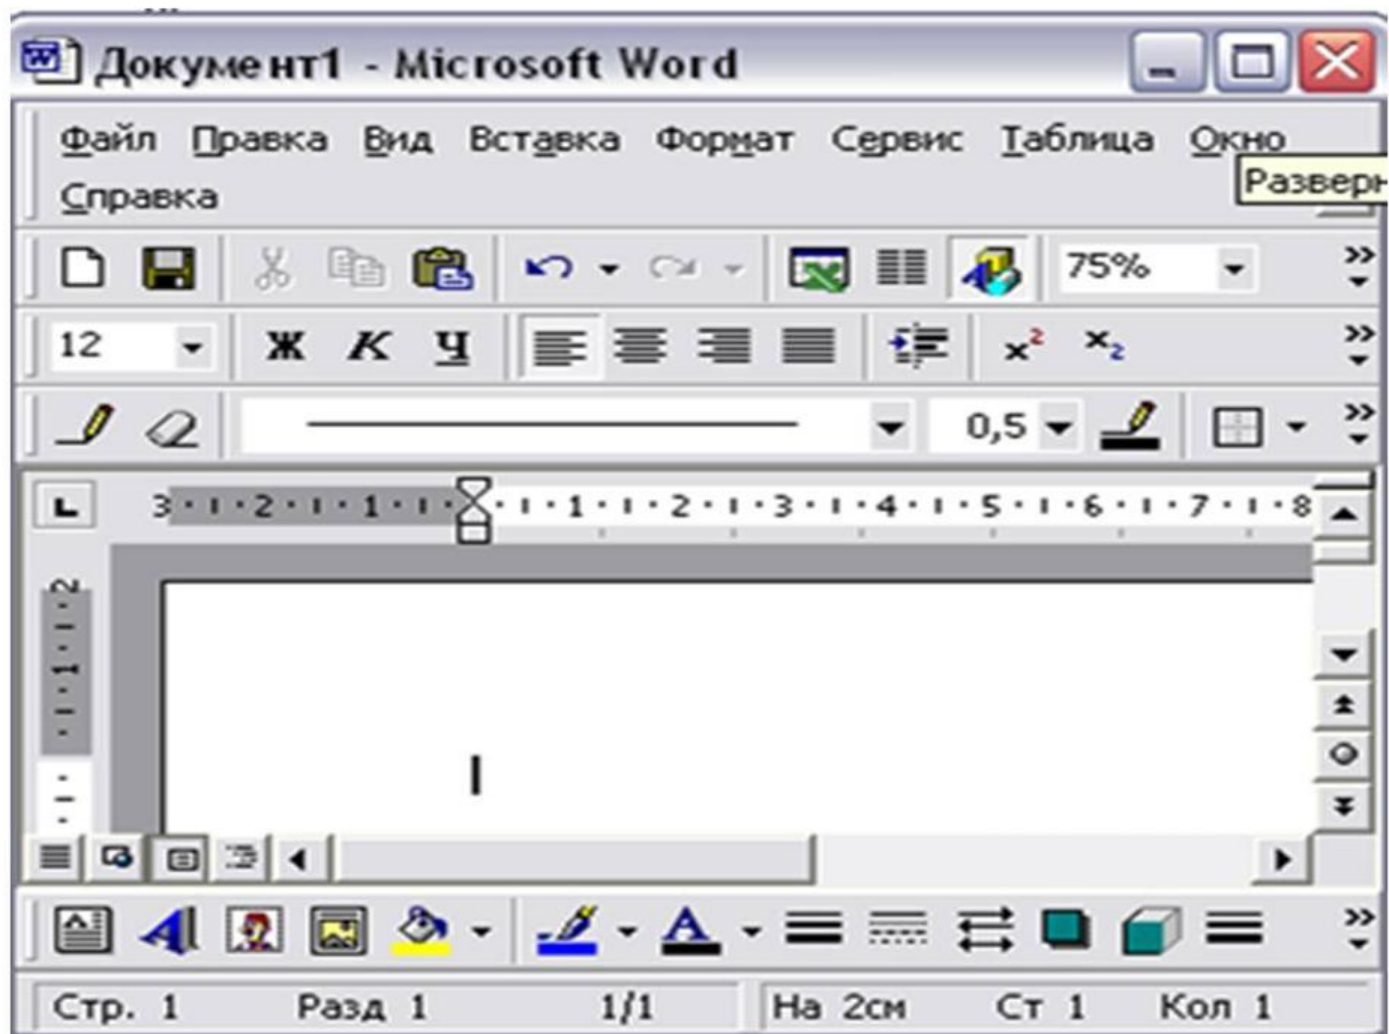 Документ1 - Microsoft Word
Файл Правка Вид Вставка Формат Сервис Таблица Окно
Разверн
Справка
75%
12 Ж К Ч x² x₂
0,5
3 2 1 1 2 3 4 5 6 7 8
2
1
Стр. 1 Разд 1 1/1 На 2см Ст 1 Кол 1